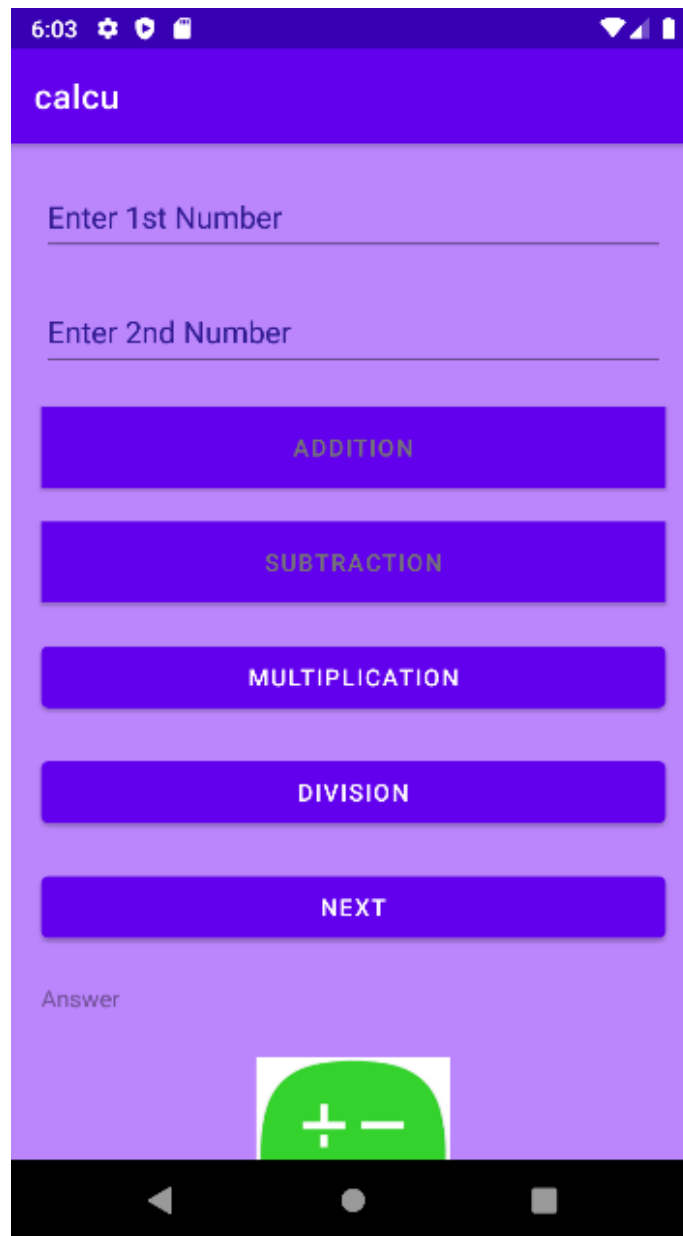 6:03
calcu
Enter 1st Number
Enter 2nd Number
ADDITION
SUBTRACTION
MULTIPLICATION
DIVISION
NEXT
Answer